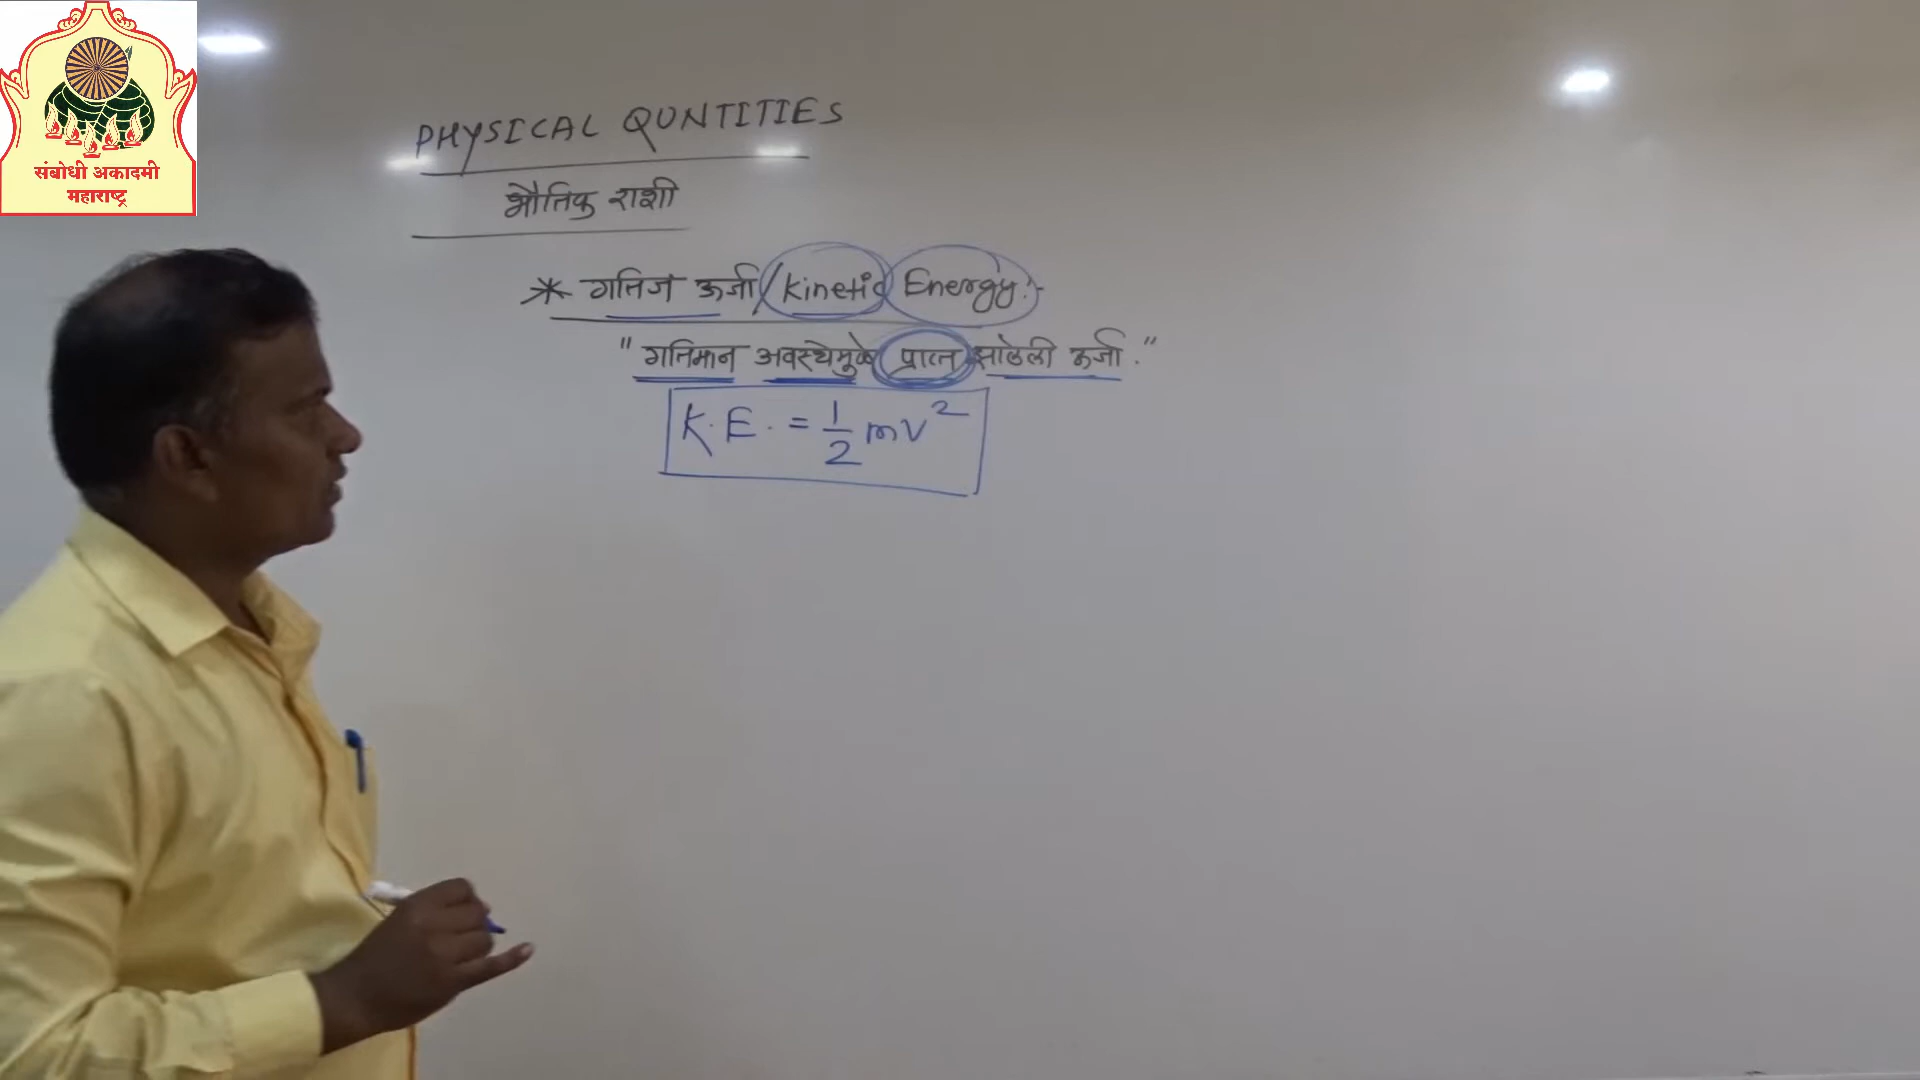 संबोधी अकादमी
महाराष्ट्र
PHYSICAL QUNTITIES
भौतिक राशी
* गतिज ऊर्जा / Kinetic Energy:-
"गतिमान अवस्थेमुळे प्राप्त झालेली ऊर्जा."
K.E. = 1/2 mv²